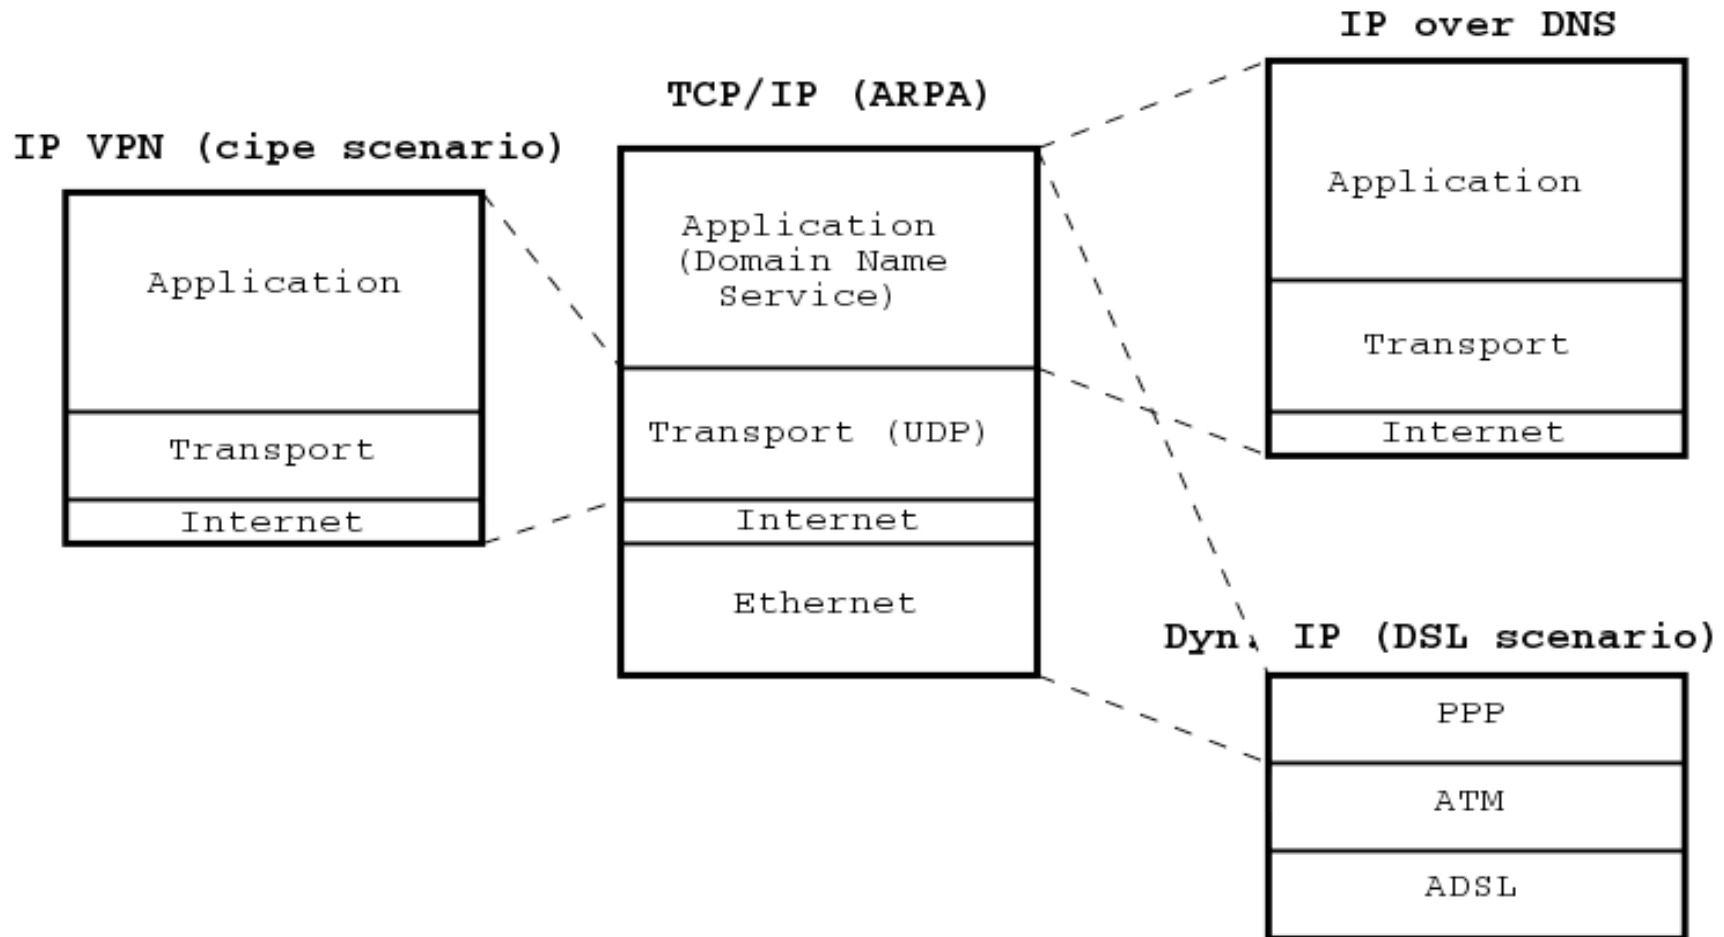 IP VPN (cipe scenario)
Application
Transport
Internet
TCP/IP (ARPA)
Application
(Domain Name
Service)
Transport (UDP)
Internet
Ethernet
IP over DNS
Application
Transport
Internet
Dyn. IP (DSL scenario)
PPP
ATM
ADSL